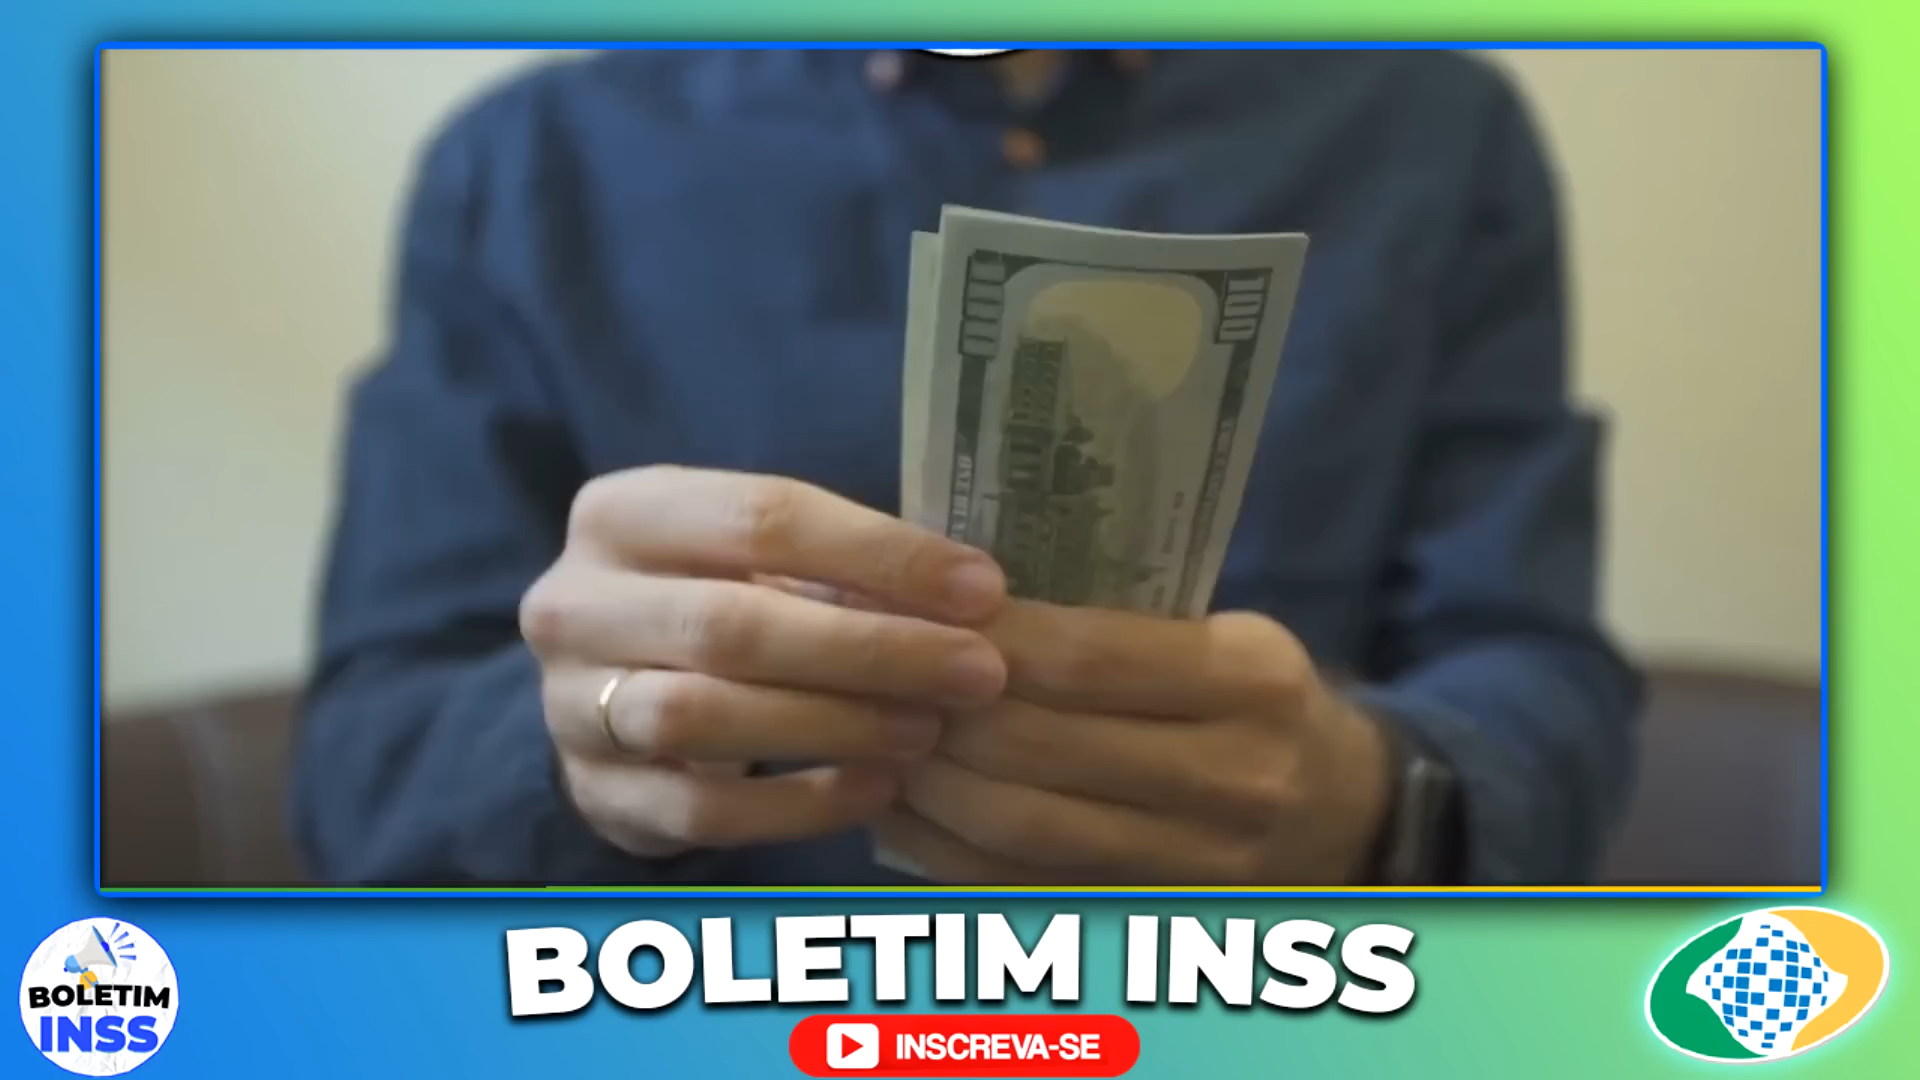 100
100
BOLETIM INSS
BOLETIM
INSS
INSCREVA-SE